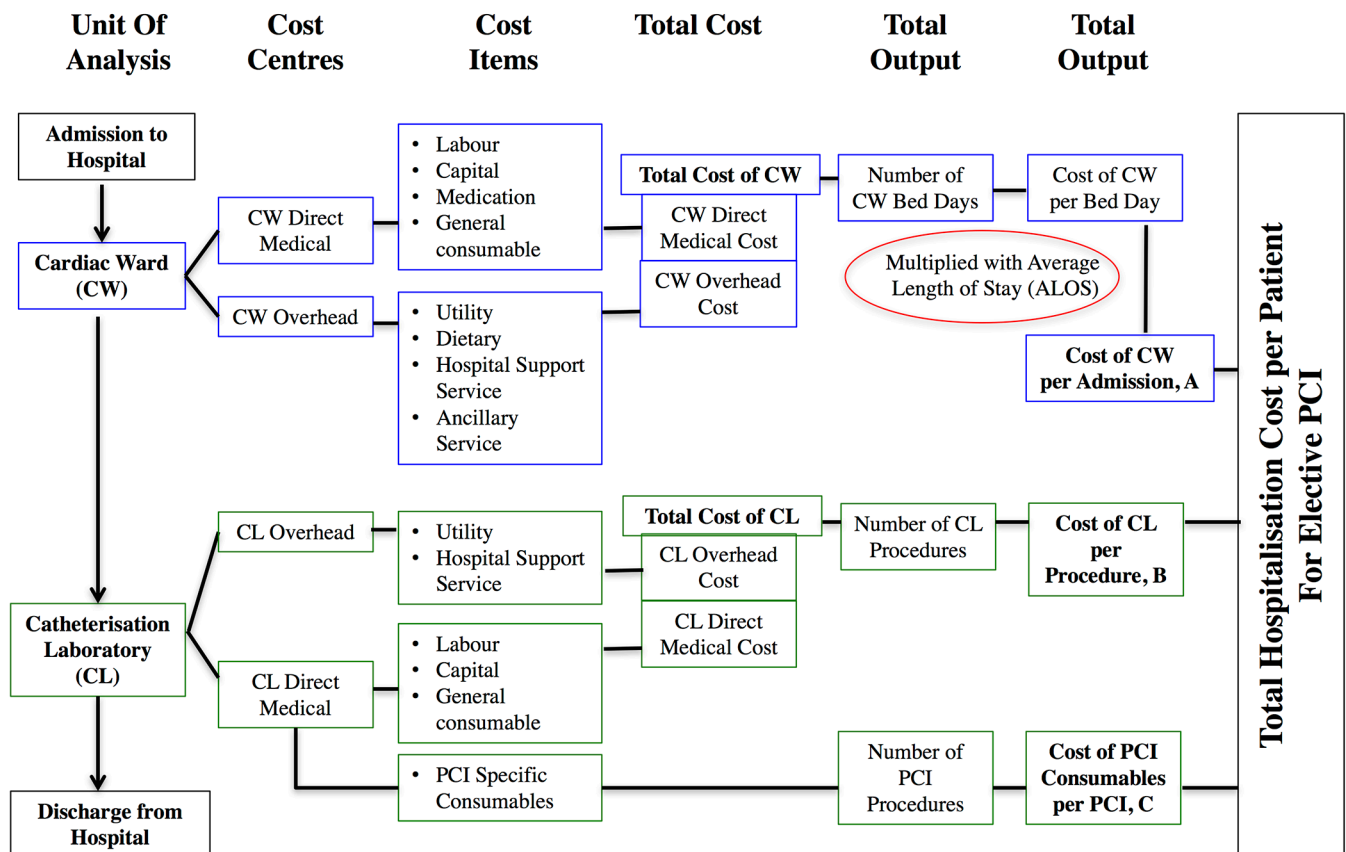 Unit Of
Analysis
Cost
Centres
Cost
Items
Total Cost
Total
Output
Total
Output
Admission to
Hospital
Cardiac Ward
(CW)
Catheterisation
Laboratory
(CL)
Discharge from
Hospital
CW Direct
Medical
CW Overhead
CL Overhead
CL Direct
Medical
• Labour
• Capital
• Medication
• General
consumable
• Utility
• Dietary
• Hospital Support
Service
• Ancillary
Service
• Utility
• Hospital Support
Service
• Labour
• Capital
• General
consumable
• PCI Specific
Consumables
Total Cost of CW
CW Direct
Medical Cost
CW Overhead
Cost
Total Cost of CL
CL Overhead
Cost
CL Direct
Medical Cost
Number of
CW Bed Days
Multiplied with Average
Length of Stay (ALOS)
Number of CL
Procedures
Number of
PCI
Procedures
Cost of CW
per Bed Day
Cost of CW
per Admission, A
Cost of CL
per
Procedure, B
Cost of PCI
Consumables
per PCI, C
Total Hospitalisation Cost per Patient
For Elective PCI